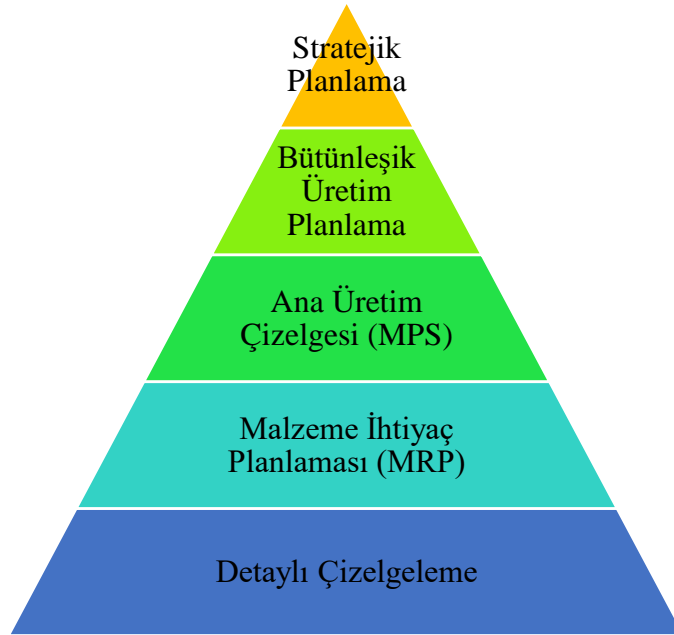 Stratejik
Planlama
Bütünleşik
Üretim
Planlama
Ana Üretim
Çizelgesi (MPS)
Malzeme İhtiyaç
Planlaması (MRP)
Detaylı Çizelgeleme